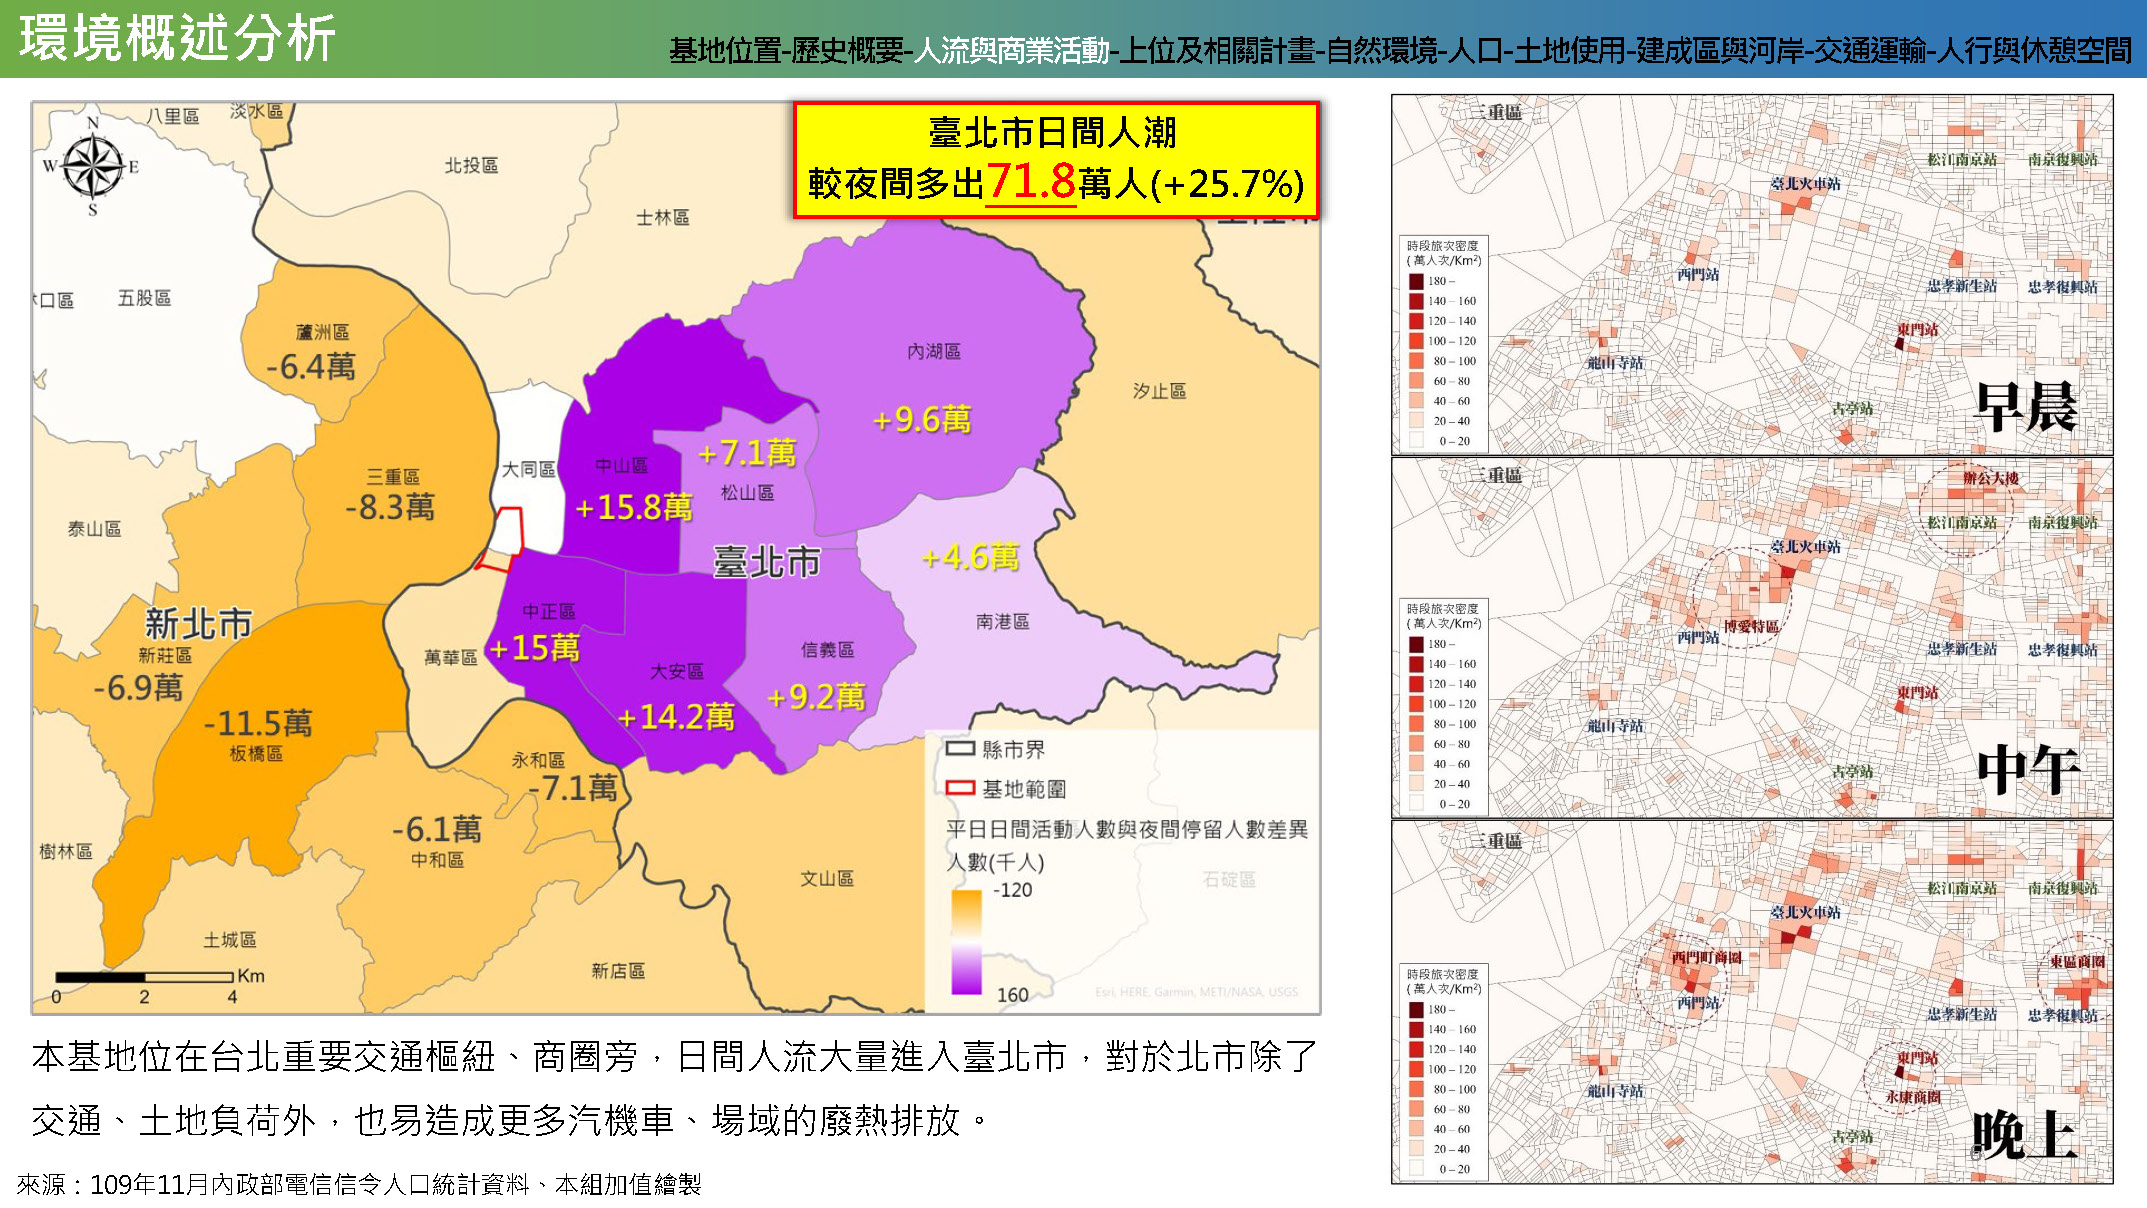 環境概述分析
基地位置-歷史概要-人流與商業活動-上位及相關計畫-自然環境-人口-土地使用-建成區與河岸-交通運輸-人行與休憩空間
臺北市日間人潮
較夜間多出71.8萬人(+25.7%)
N
W
E
S
八里區
淡水區
北投區
士林區
口區
五股區
蘆洲區
-6.4萬
內湖區
+9.6萬
汐止區
三重區
-8.3萬
大同區
中山區
+15.8萬
+7.1萬
松山區
泰山區
臺北市
+4.6萬
南港區
新北市
新莊區
-6.9萬
中正區
+15萬
萬華區
大安區
+14.2萬
信義區
+9.2萬
-11.5萬
板橋區
永和區
-7.1萬
-6.1萬
中和區
樹林區
土城區
文山區
新店區
石碇區
縣市界
基地範圍
平日日間活動人數與夜間停留人數差異
人數(千人)
-120
160
Esri, HERE, Garmin, METI/NASA, USGS
Km
0 2 4
三重區
松江南京站
南京復興站
臺北火車站
西門站
忠孝新生站
忠孝復興站
東門站
龍山寺站
古亭站
時段旅次密度
(萬人次/Km²)
180 –
140 – 160
120 – 140
100 – 120
80 – 100
60 – 80
40 – 60
20 – 40
0 – 20
早晨
三重區
辦公大樓
松江南京站
南京復興站
臺北火車站
博愛特區
西門站
忠孝新生站
忠孝復興站
東門站
龍山寺站
古亭站
時段旅次密度
(萬人次/Km²)
180 –
140 – 160
120 – 140
100 – 120
80 – 100
60 – 80
40 – 60
20 – 40
0 – 20
中午
三重區
松江南京站
南京復興站
臺北火車站
西門町商圈
西門站
東區商圈
忠孝新生站
忠孝復興站
東門站
永康商圈
龍山寺站
古亭站
時段旅次密度
(萬人次/Km²)
180 –
140 – 160
120 – 140
100 – 120
80 – 100
60 – 80
40 – 60
20 – 40
0 – 20
晚上
本基地位在台北重要交通樞紐、商圈旁，日間人流大量進入臺北市，對於北市除了
交通、土地負荷外，也易造成更多汽機車、場域的廢熱排放。
來源：109年11月內政部電信信令人口統計資料、本組加值繪製